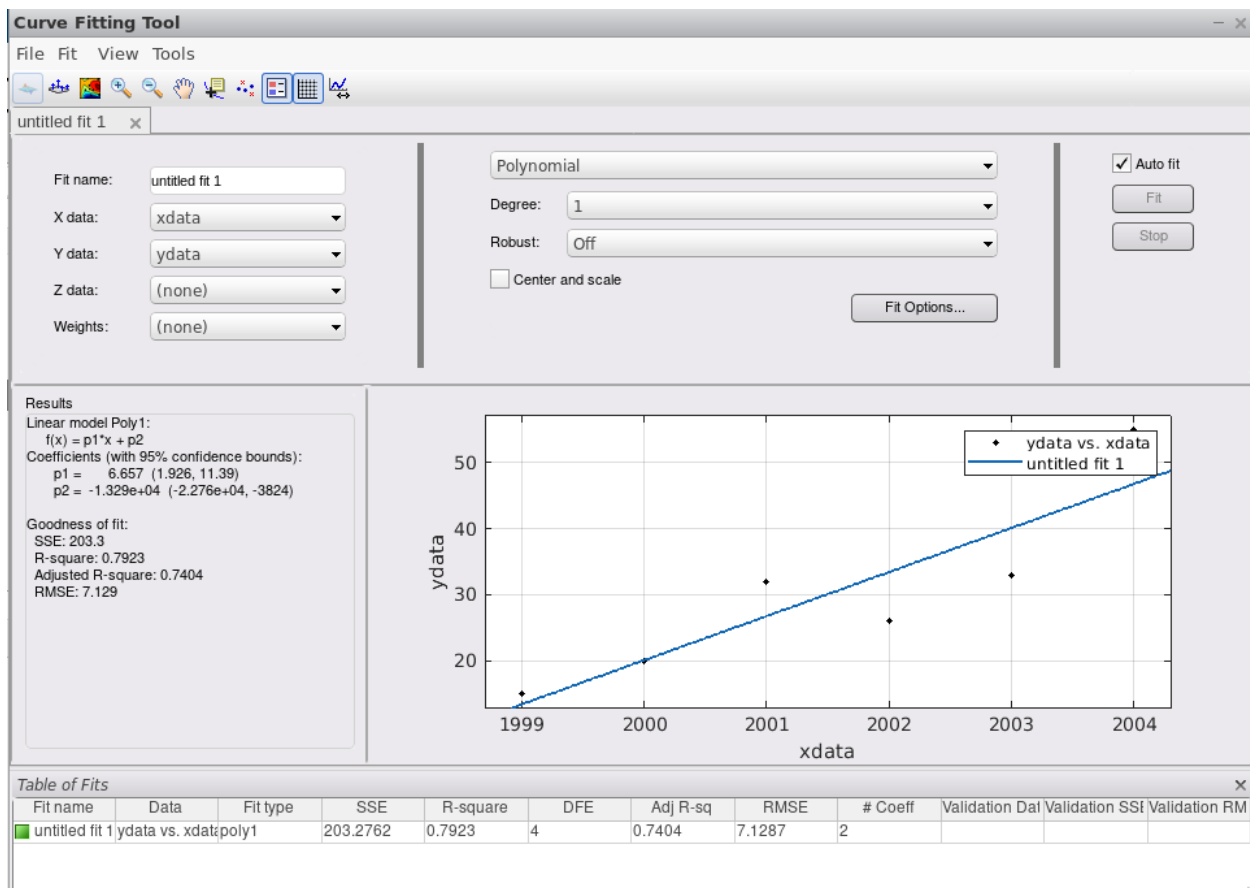 Curve Fitting Tool
File Fit View Tools
untitled fit 1
Fit name: untitled fit 1
X data: xdata
Y data: ydata
Z data: (none)
Weights: (none)
Polynomial
Degree: 1
Robust: Off
Center and scale
Fit Options...
Auto fit
Fit
Stop
Results
Linear model Poly1:
f(x) = p1*x + p2
Coefficients (with 95% confidence bounds):
p1 = 6.657 (1.926, 11.39)
p2 = -1.329e+04 (-2.276e+04, -3824)
Goodness of fit:
SSE: 203.3
R-square: 0.7923
Adjusted R-square: 0.7404
RMSE: 7.129
ydata vs. xdata
untitled fit 1
50
40
30
20
ydata
1999 2000 2001 2002 2003 2004
xdata
Table of Fits
Fit name Data Fit type SSE R-square DFE Adj R-sq RMSE # Coeff Validation Dat Validation SSE Validation RM
untitled fit 1 ydata vs. xdata poly1 203.2762 0.7923 4 0.7404 7.1287 2